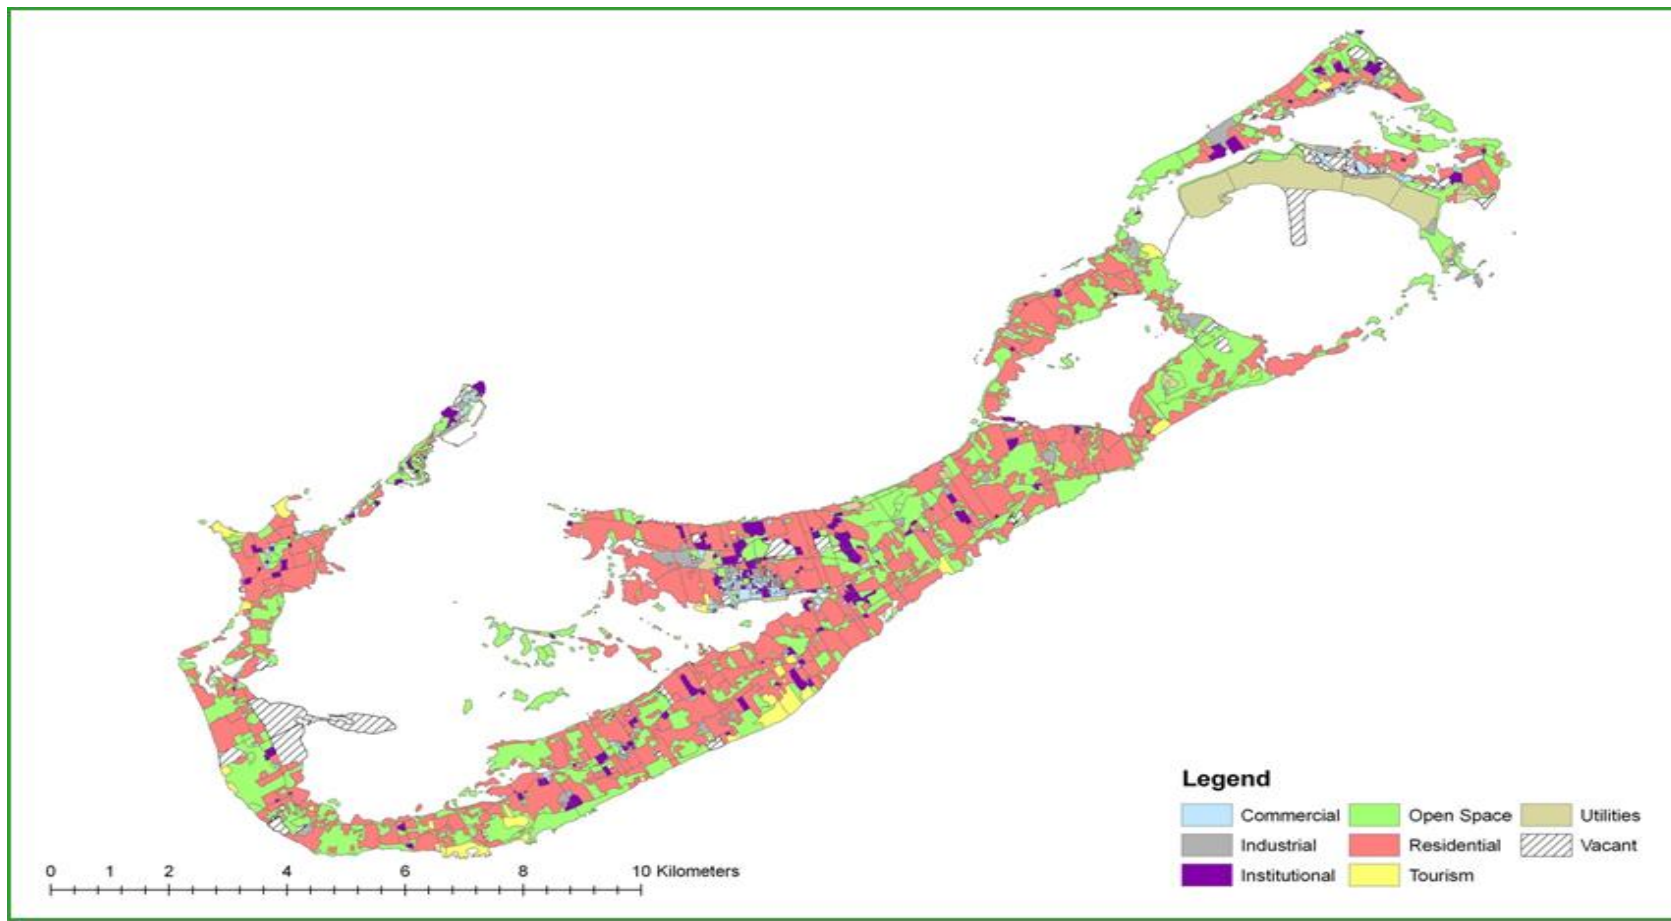 Legend
Commercial Open Space Utilities
Industrial Residential Vacant
Institutional Tourism
0 1 2 4 6 8 10 Kilometers